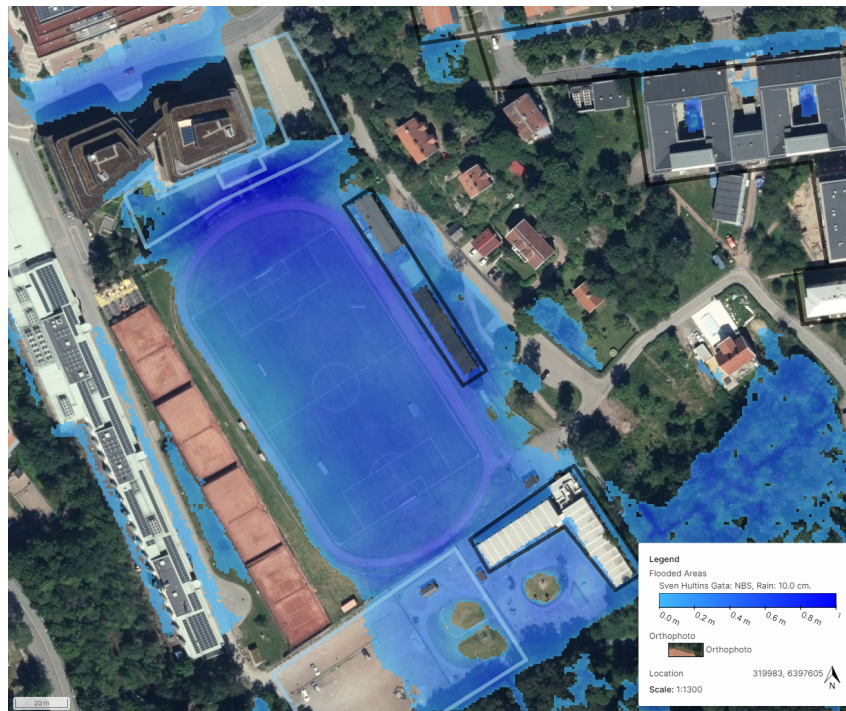 Legend
Flooded Areas
Sven Hultins Gata: NBS, Rain: 10.0 cm.
0.0 m 0.2 m 0.4 m 0.6 m 0.8 m 1
Orthophoto
Orthophoto
Location 319983, 6397605
Scale: 1:1300
N
20 m